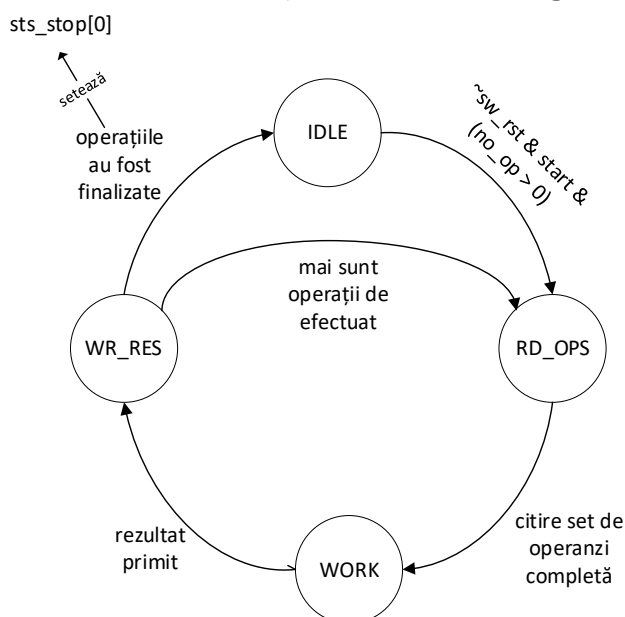 sts_stop[0]
setează
operațiile
au fost
finalizate
IDLE
~sw_rst & start &
(no_op > 0)
mai sunt
operații de
efectuat
WR_RES
RD_OPS
rezultat
primit
WORK
citire set de
operanzi
completă